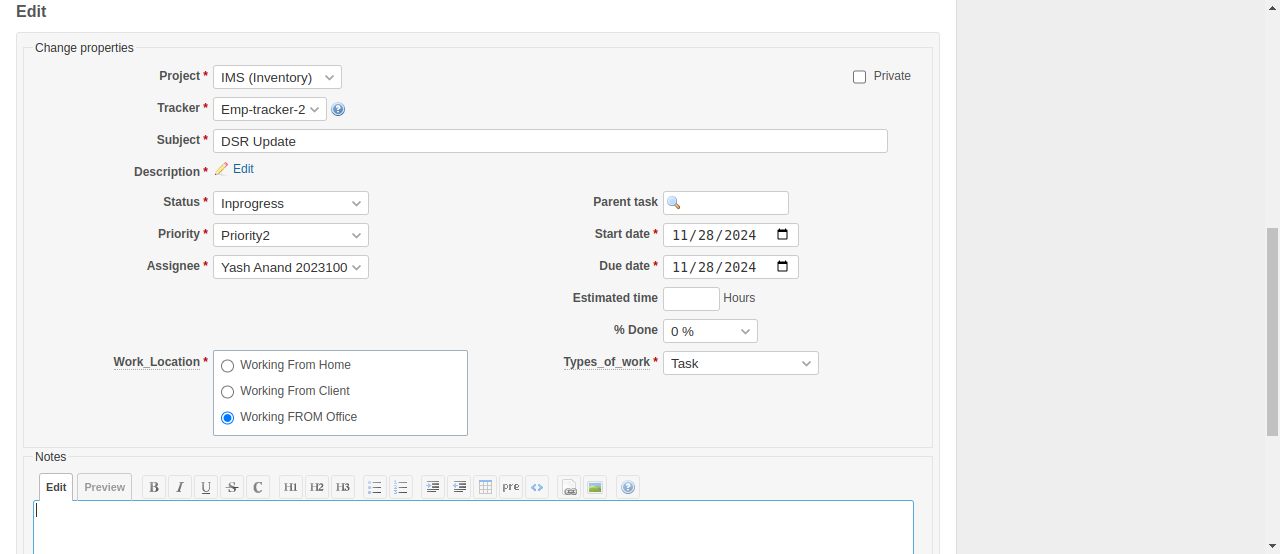 Edit
Change properties
Project * IMS (Inventory) Private
Tracker * Emp-tracker-2
Subject * DSR Update
Description * Edit
Status * Inprogress Parent task
Priority * Priority2 Start date * 11/28/2024
Assignee * Yash Anand 2023100 Due date * 11/28/2024
Estimated time Hours
% Done 0 %
Work_Location * Working From Home Types_of_work * Task
Working From Client
Working FROM Office
Notes
Edit Preview B I U S C H1 H2 H3 pre